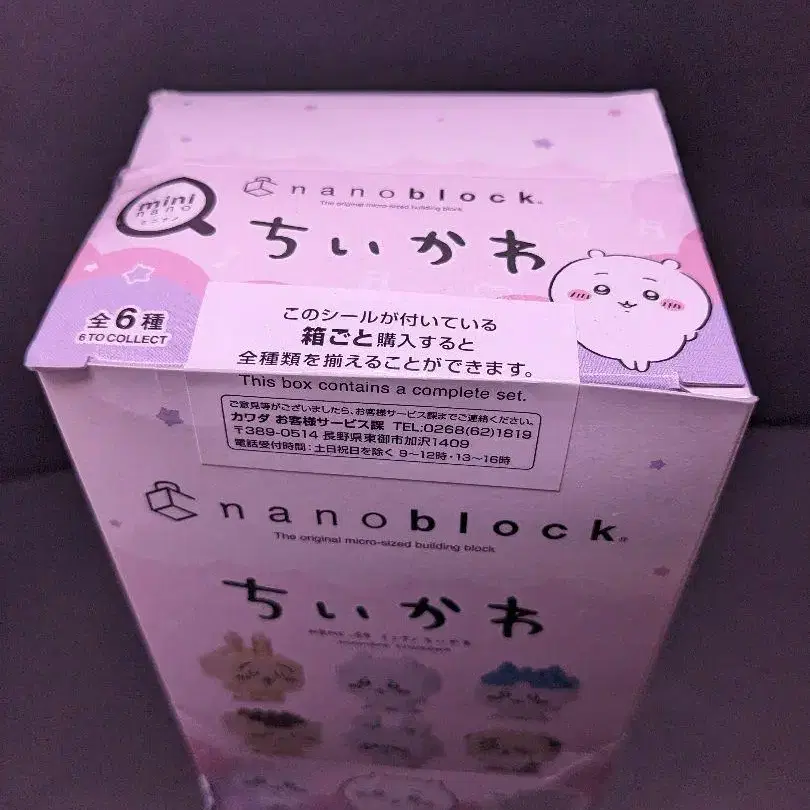 mini
nano
ミニナノ
nanoblock®
The original micro-sized building block
ちいかわ
全6種
6 TO COLLECT
このシールが付いている
箱ごと購入すると
全種類を揃えることができます。
This box contains a complete set.
ご意見等がございましたら、お客様サービス課までご連絡ください。
カワダ お客様サービス課 TEL:0268(62)1819
〒389-0514 長野県東御市加沢1409
電話受付時間:土日祝日を除く 9~12時・13~16時
nanoblock®
The original micro-sized building block
ちいかわ